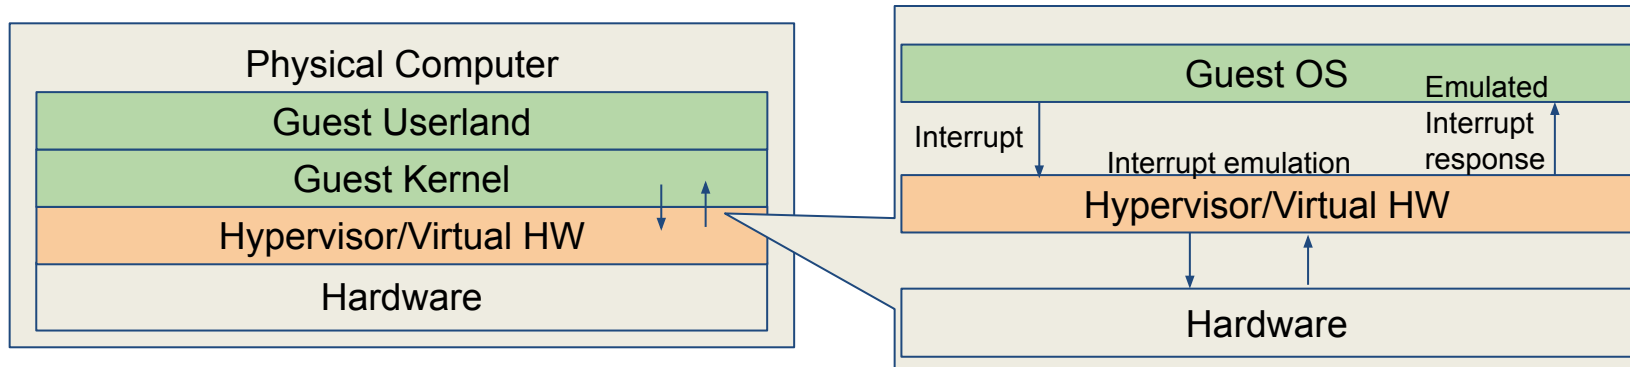 Physical Computer
Guest Userland
Guest Kernel
Hypervisor/Virtual HW
Hardware
Guest OS
Interrupt
Emulated
Interrupt
response
Interrupt emulation
Hypervisor/Virtual HW
Hardware